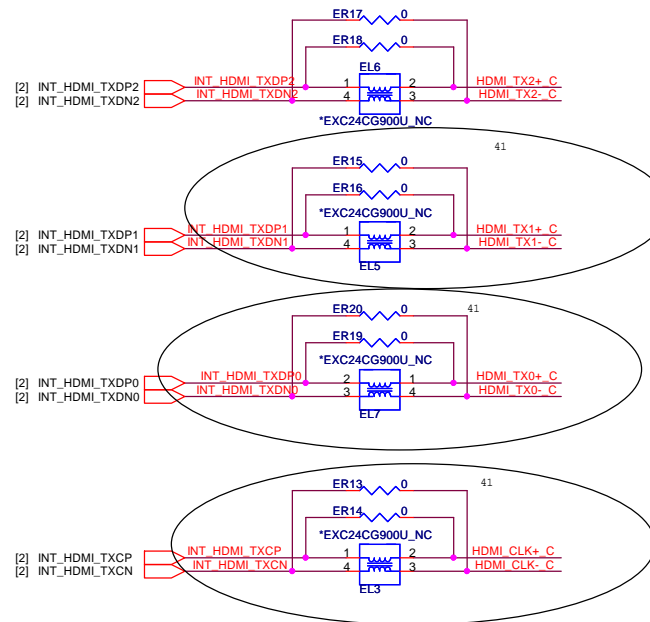 ER17 0
ER18 0
EL6
[2] INT_HDMI_TXDP2 INT_HDMI_TXDP2 1 2 HDMI_TX2+_C
[2] INT_HDMI_TXDN2 INT_HDMI_TXDN2 4 3 HDMI_TX2-_C
*EXC24CG900U_NC
41
ER15 0
ER16 0
*EXC24CG900U_NC
[2] INT_HDMI_TXDP1 INT_HDMI_TXDP1 1 2 HDMI_TX1+_C
[2] INT_HDMI_TXDN1 INT_HDMI_TXDN1 4 3 HDMI_TX1-_C
EL5
ER20 0 41
ER19 0
*EXC24CG900U_NC
[2] INT_HDMI_TXDP0 INT_HDMI_TXDP0 2 1 HDMI_TX0+_C
[2] INT_HDMI_TXDN0 INT_HDMI_TXDN0 3 4 HDMI_TX0-_C
EL7
ER13 0 41
ER14 0
*EXC24CG900U_NC
[2] INT_HDMI_TXCP INT_HDMI_TXCP 1 2 HDMI_CLK+_C
[2] INT_HDMI_TXCN INT_HDMI_TXCN 4 3 HDMI_CLK-_C
EL3